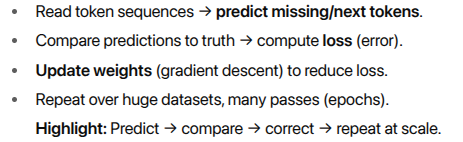 • Read token sequences → predict missing/next tokens.
• Compare predictions to truth → compute loss (error).
• Update weights (gradient descent) to reduce loss.
• Repeat over huge datasets, many passes (epochs).
Highlight: Predict → compare → correct → repeat at scale.